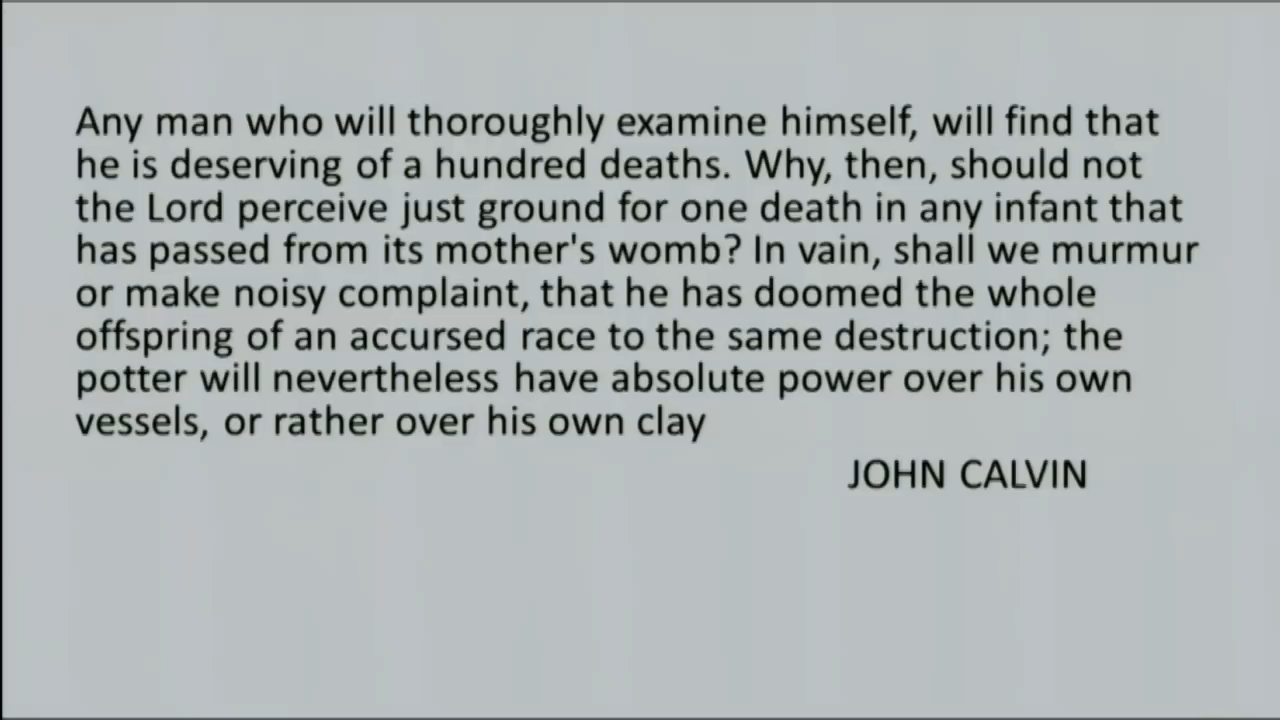 Any man who will thoroughly examine himself, will find that
he is deserving of a hundred deaths. Why, then, should not
the Lord perceive just ground for one death in any infant that
has passed from its mother's womb? In vain, shall we murmur
or make noisy complaint, that he has doomed the whole
offspring of an accursed race to the same destruction; the
potter will nevertheless have absolute power over his own
vessels, or rather over his own clay
JOHN CALVIN